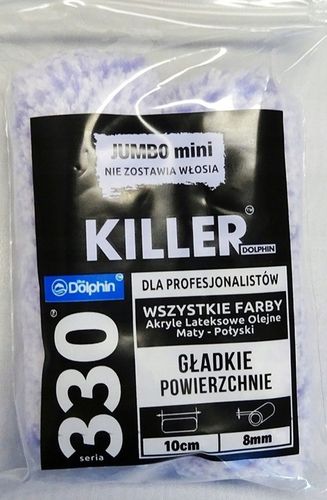 JUMBO mini
NIE ZOSTAWIA WŁOSIA
KILLER
DOLPHIN
Blue Dolphin
DLA PROFESJONALISTÓW
WSZYSTKIE FARBY
Akryle Lateksowe Olejne
Maty - Połyski
GŁADKIE
POWIERZCHNIE
10cm
8mm
seria 330